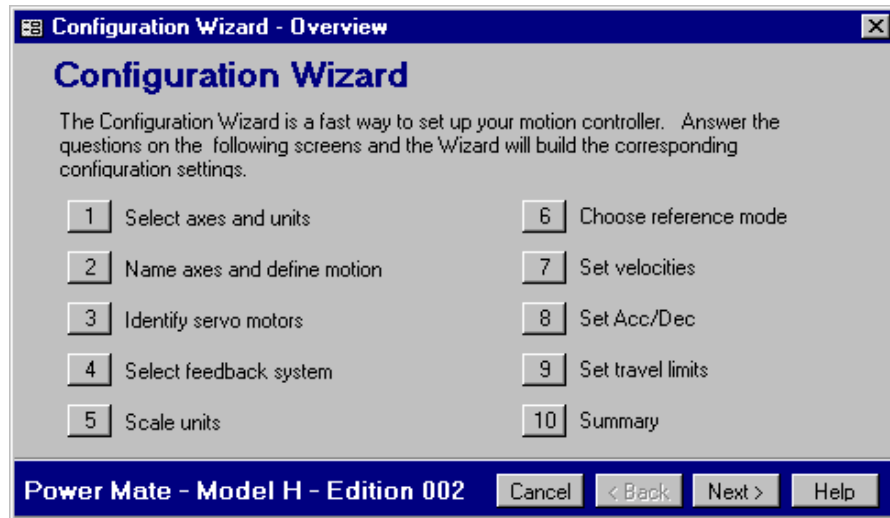 Configuration Wizard - Overview
Configuration Wizard
The Configuration Wizard is a fast way to set up your motion controller. Answer the
questions on the following screens and the Wizard will build the corresponding
configuration settings.
1 Select axes and units
2 Name axes and define motion
3 Identify servo motors
4 Select feedback system
5 Scale units
6 Choose reference mode
7 Set velocities
8 Set Acc/Dec
9 Set travel limits
10 Summary
Power Mate - Model H - Edition 002 Cancel < Back Next > Help